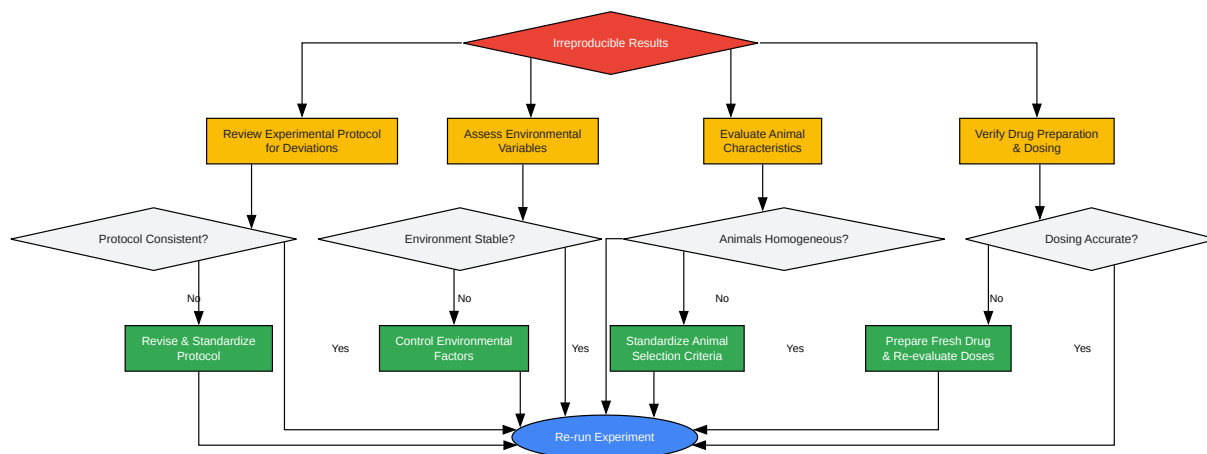 Irreproducible Results
Review Experimental Protocol
for Deviations
Assess Environmental
Variables
Evaluate Animal
Characteristics
Verify Drug Preparation
& Dosing
Protocol Consistent?
Environment Stable?
Animals Homogeneous?
Dosing Accurate?
No
No
No
No
Revise & Standardize
Protocol
Yes
Control Environmental
Factors
Yes
Standardize Animal
Selection Criteria
Yes
Prepare Fresh Drug
& Re-evaluate Doses
Yes
Re-run Experiment